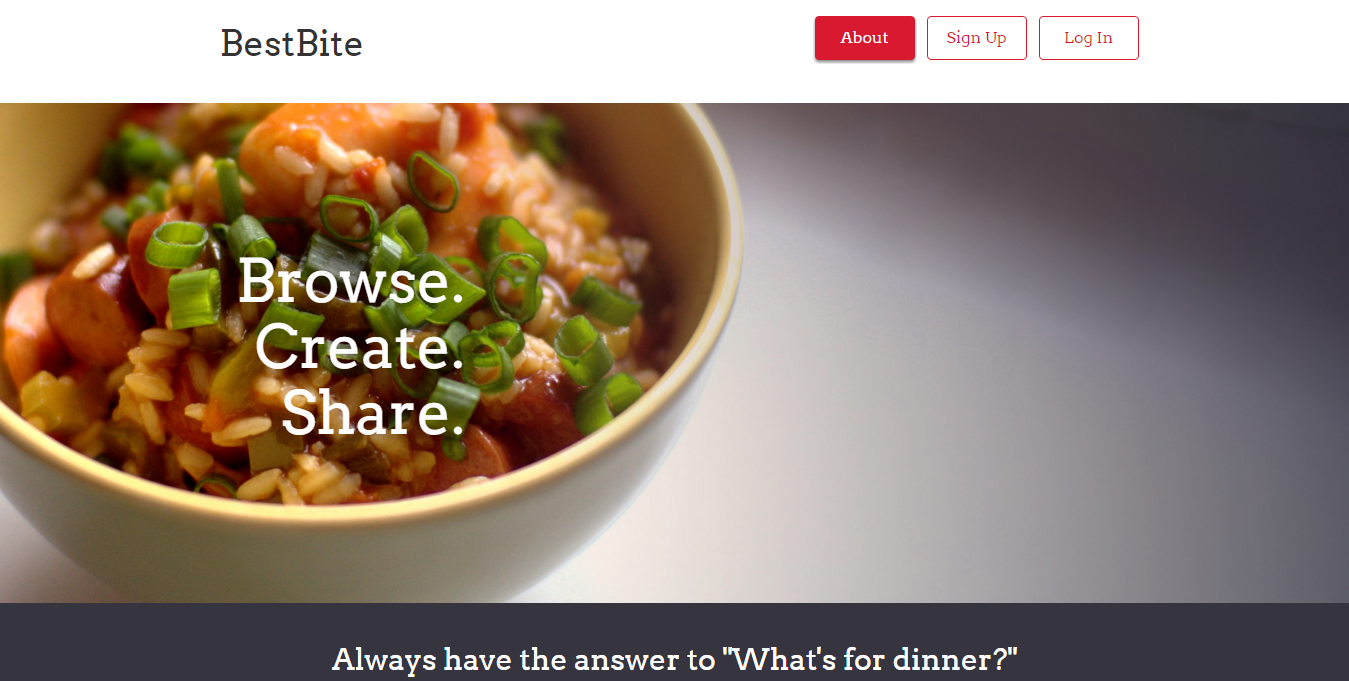 BestBite
About
Sign Up
Log In
Browse.
Create.
Share.
Always have the answer to "What's for dinner?"